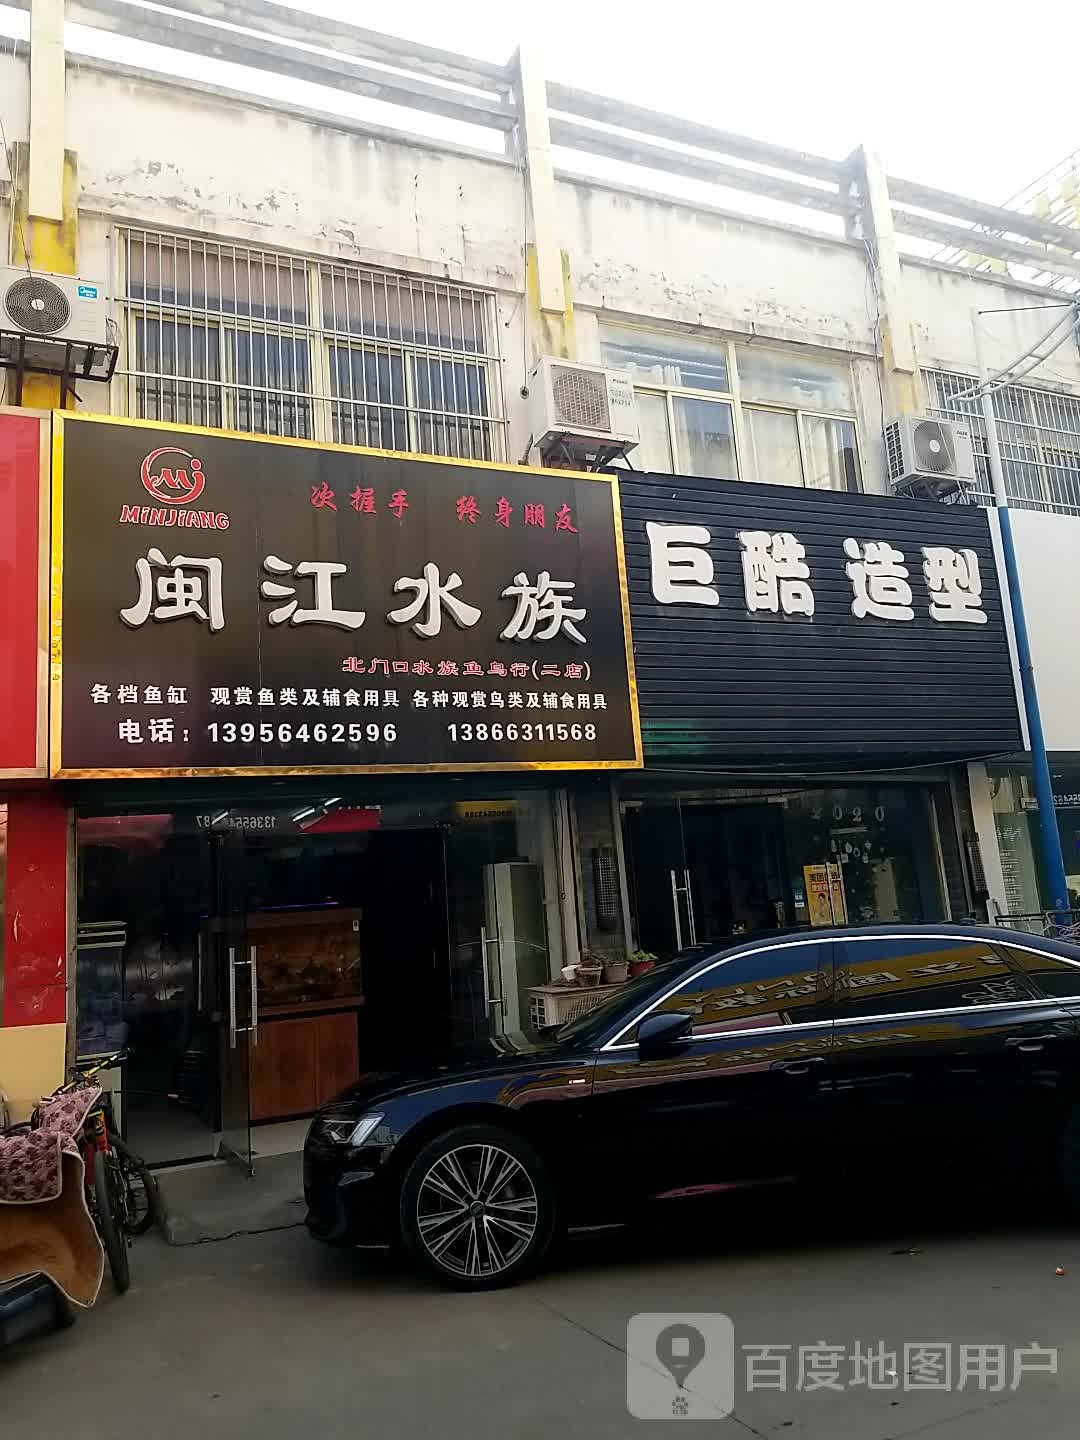 MINJIANG
次握手 终身朋友
闽江水族
北门口水族鱼鸟行(二店)
各档鱼缸 观赏鱼类及辅食用具 各种观赏鸟类及辅食用具
电话：13956462596 13866311568
巨酷造型
2020
百度地图用户